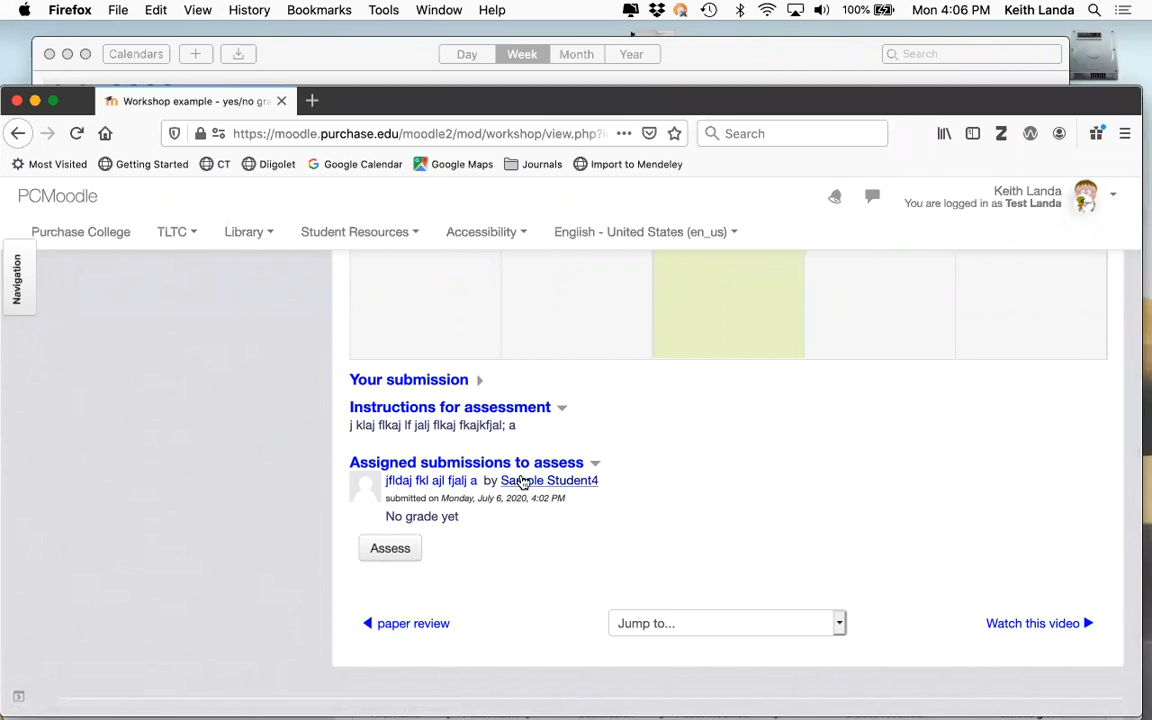 Firefox File Edit View History Bookmarks Tools Window Help 100% Mon 4:06 PM Keith Landa
Calendars + Day Week Month Year Search
Workshop example - yes/no gra
https://moodle.purchase.edu/moodle2/mod/workshop/view.php? ••• Search
Most Visited Getting Started CT Diigolet Google Calendar Google Maps Journals Import to Mendeley
PCMoodle
Keith Landa
You are logged in as Test Landa
Purchase College TLTC Library Student Resources Accessibility English - United States (en_us)
Navigation
Your submission
Instructions for assessment
j klaj flkaj lf jalj flkaj fkajkfjal; a
Assigned submissions to assess
jfldaj fkl ajl fjalj a by Sample Student4
submitted on Monday, July 6, 2020, 4:02 PM
No grade yet
Assess
paper review Jump to... Watch this video